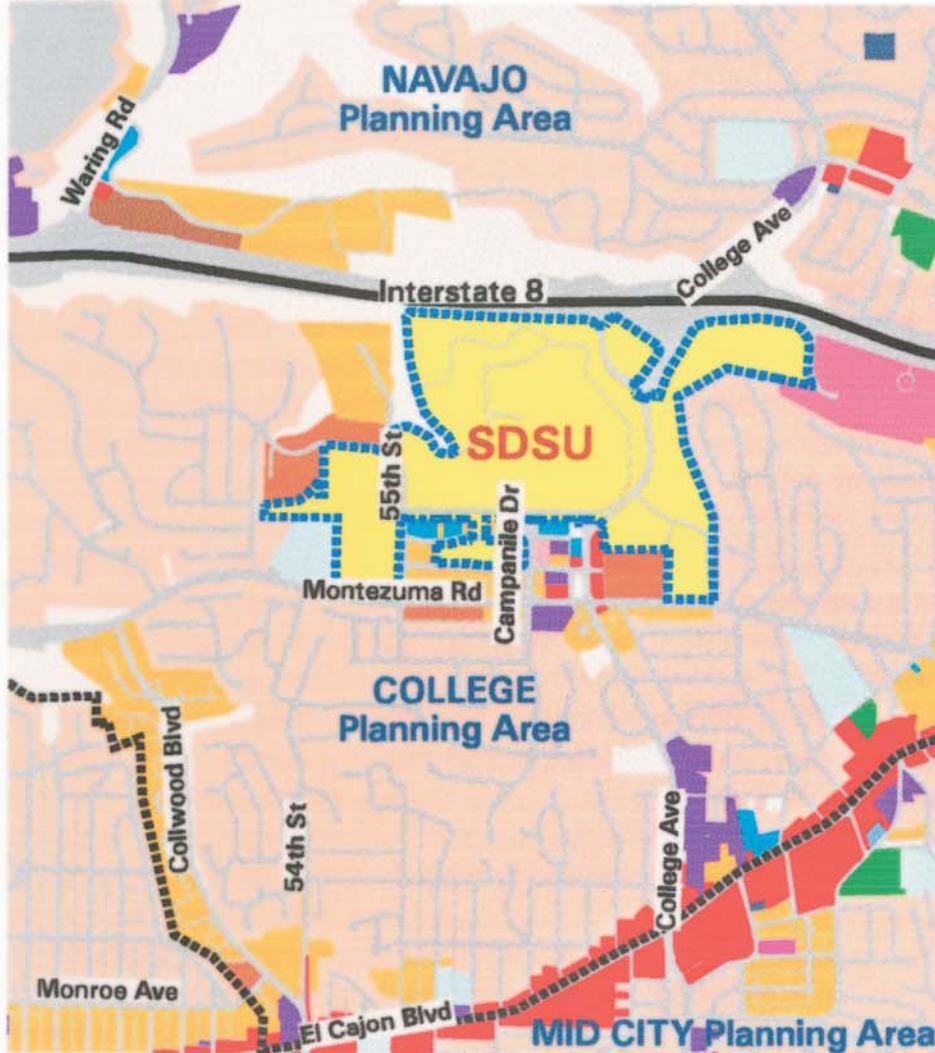 NAVAJO
Planning Area
Waring Rd
College Ave
Interstate 8
SDSU
55th St
Campanile Dr
Montezuma Rd
COLLEGE
Planning Area
Collwood Blvd
54th St
College Ave
Monroe Ave
El Cajon Blvd
MID CITY Planning Area